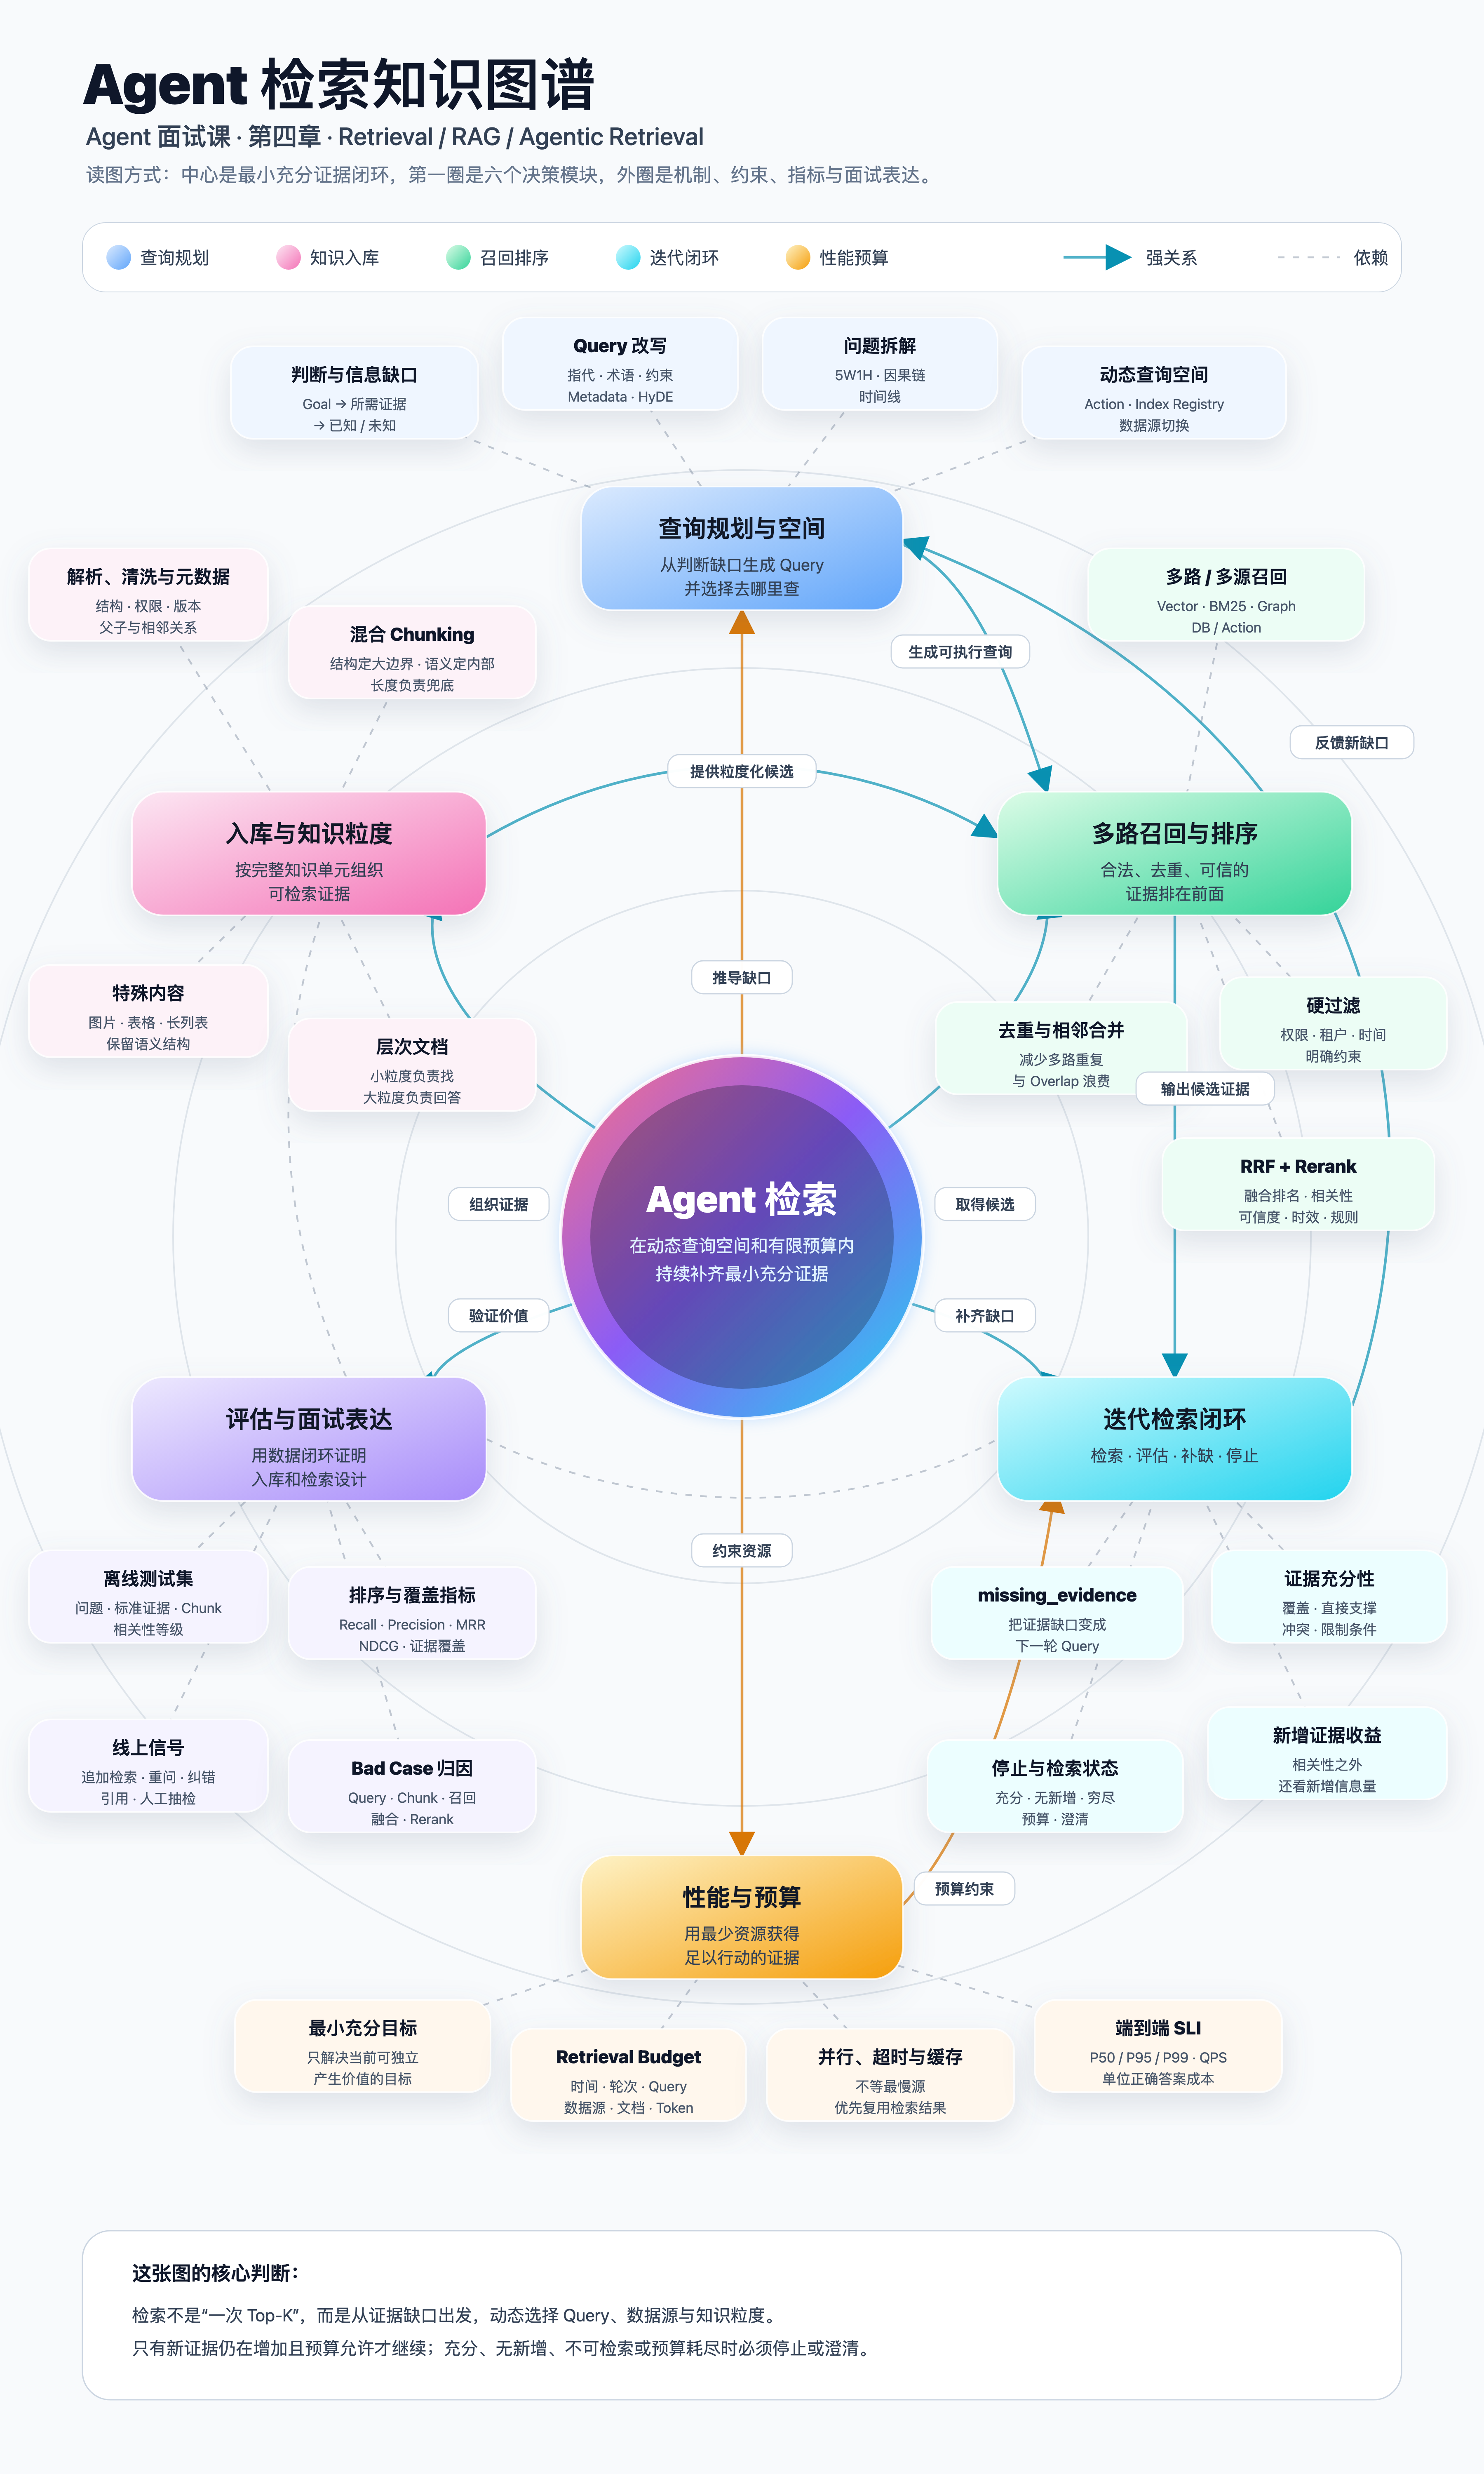 Agent 检索知识图谱
Agent 面试课 · 第四章 · Retrieval / RAG / Agentic Retrieval
读图方式：中心是最小充分证据闭环，第一圈是六个决策模块，外圈是机制、约束、指标与面试表达。
查询规划
知识入库
召回排序
迭代闭环
性能预算
强关系
依赖
判断与信息缺口
Goal → 所需证据
→ 已知 / 未知
Query 改写
指代 · 术语 · 约束
Metadata · HyDE
问题拆解
5W1H · 因果链
时间线
动态查询空间
Action · Index Registry
数据源切换
查询规划与空间
从判断缺口生成 Query
并选择去哪里查
解析、清洗与元数据
结构 · 权限 · 版本
父子与相邻关系
混合 Chunking
结构定大边界 · 语义定内部
长度负责兜底
多路 / 多源召回
Vector · BM25 · Graph
DB / Action
生成可执行查询
反馈新缺口
提供粒度化候选
入库与知识粒度
按完整知识单元组织
可检索证据
多路召回与排序
合法、去重、可信的
证据排在前面
推导缺口
特殊内容
图片 · 表格 · 长列表
保留语义结构
层次文档
小粒度负责找
大粒度负责回答
去重与相邻合并
减少多路重复
与 Overlap 浪费
硬过滤
权限 · 租户 · 时间
明确约束
输出候选证据
RRF + Rerank
融合排名 · 相关性
可信度 · 时效 · 规则
Agent 检索
在动态查询空间和有限预算内
持续补齐最小充分证据
组织证据
取得候选
验证价值
补齐缺口
评估与面试表达
用数据闭环证明
入库和检索设计
迭代检索闭环
检索 · 评估 · 补缺 · 停止
约束资源
离线测试集
问题 · 标准证据 · Chunk
相关性等级
排序与覆盖指标
Recall · Precision · MRR
NDCG · 证据覆盖
missing_evidence
把证据缺口变成
下一轮 Query
证据充分性
覆盖 · 直接支撑
冲突 · 限制条件
线上信号
追加检索 · 重问 · 纠错
引用 · 人工抽检
Bad Case 归因
Query · Chunk · 召回
融合 · Rerank
停止与检索状态
充分 · 无新增 · 穷尽
预算 · 澄清
新增证据收益
相关性之外
还看新增信息量
性能与预算
用最少资源获得
足以行动的证据
预算约束
最小充分目标
只解决当前可独立
产生价值的目标
Retrieval Budget
时间 · 轮次 · Query
数据源 · 文档 · Token
并行、超时与缓存
不等最慢源
优先复用检索结果
端到端 SLI
P50 / P95 / P99 · QPS
单位正确答案成本
这张图的核心判断：
检索不是“一次 Top-K”，而是从证据缺口出发，动态选择 Query、数据源与知识粒度。
只有新证据仍在增加且预算允许才继续；充分、无新增、不可检索或预算耗尽时必须停止或澄清。